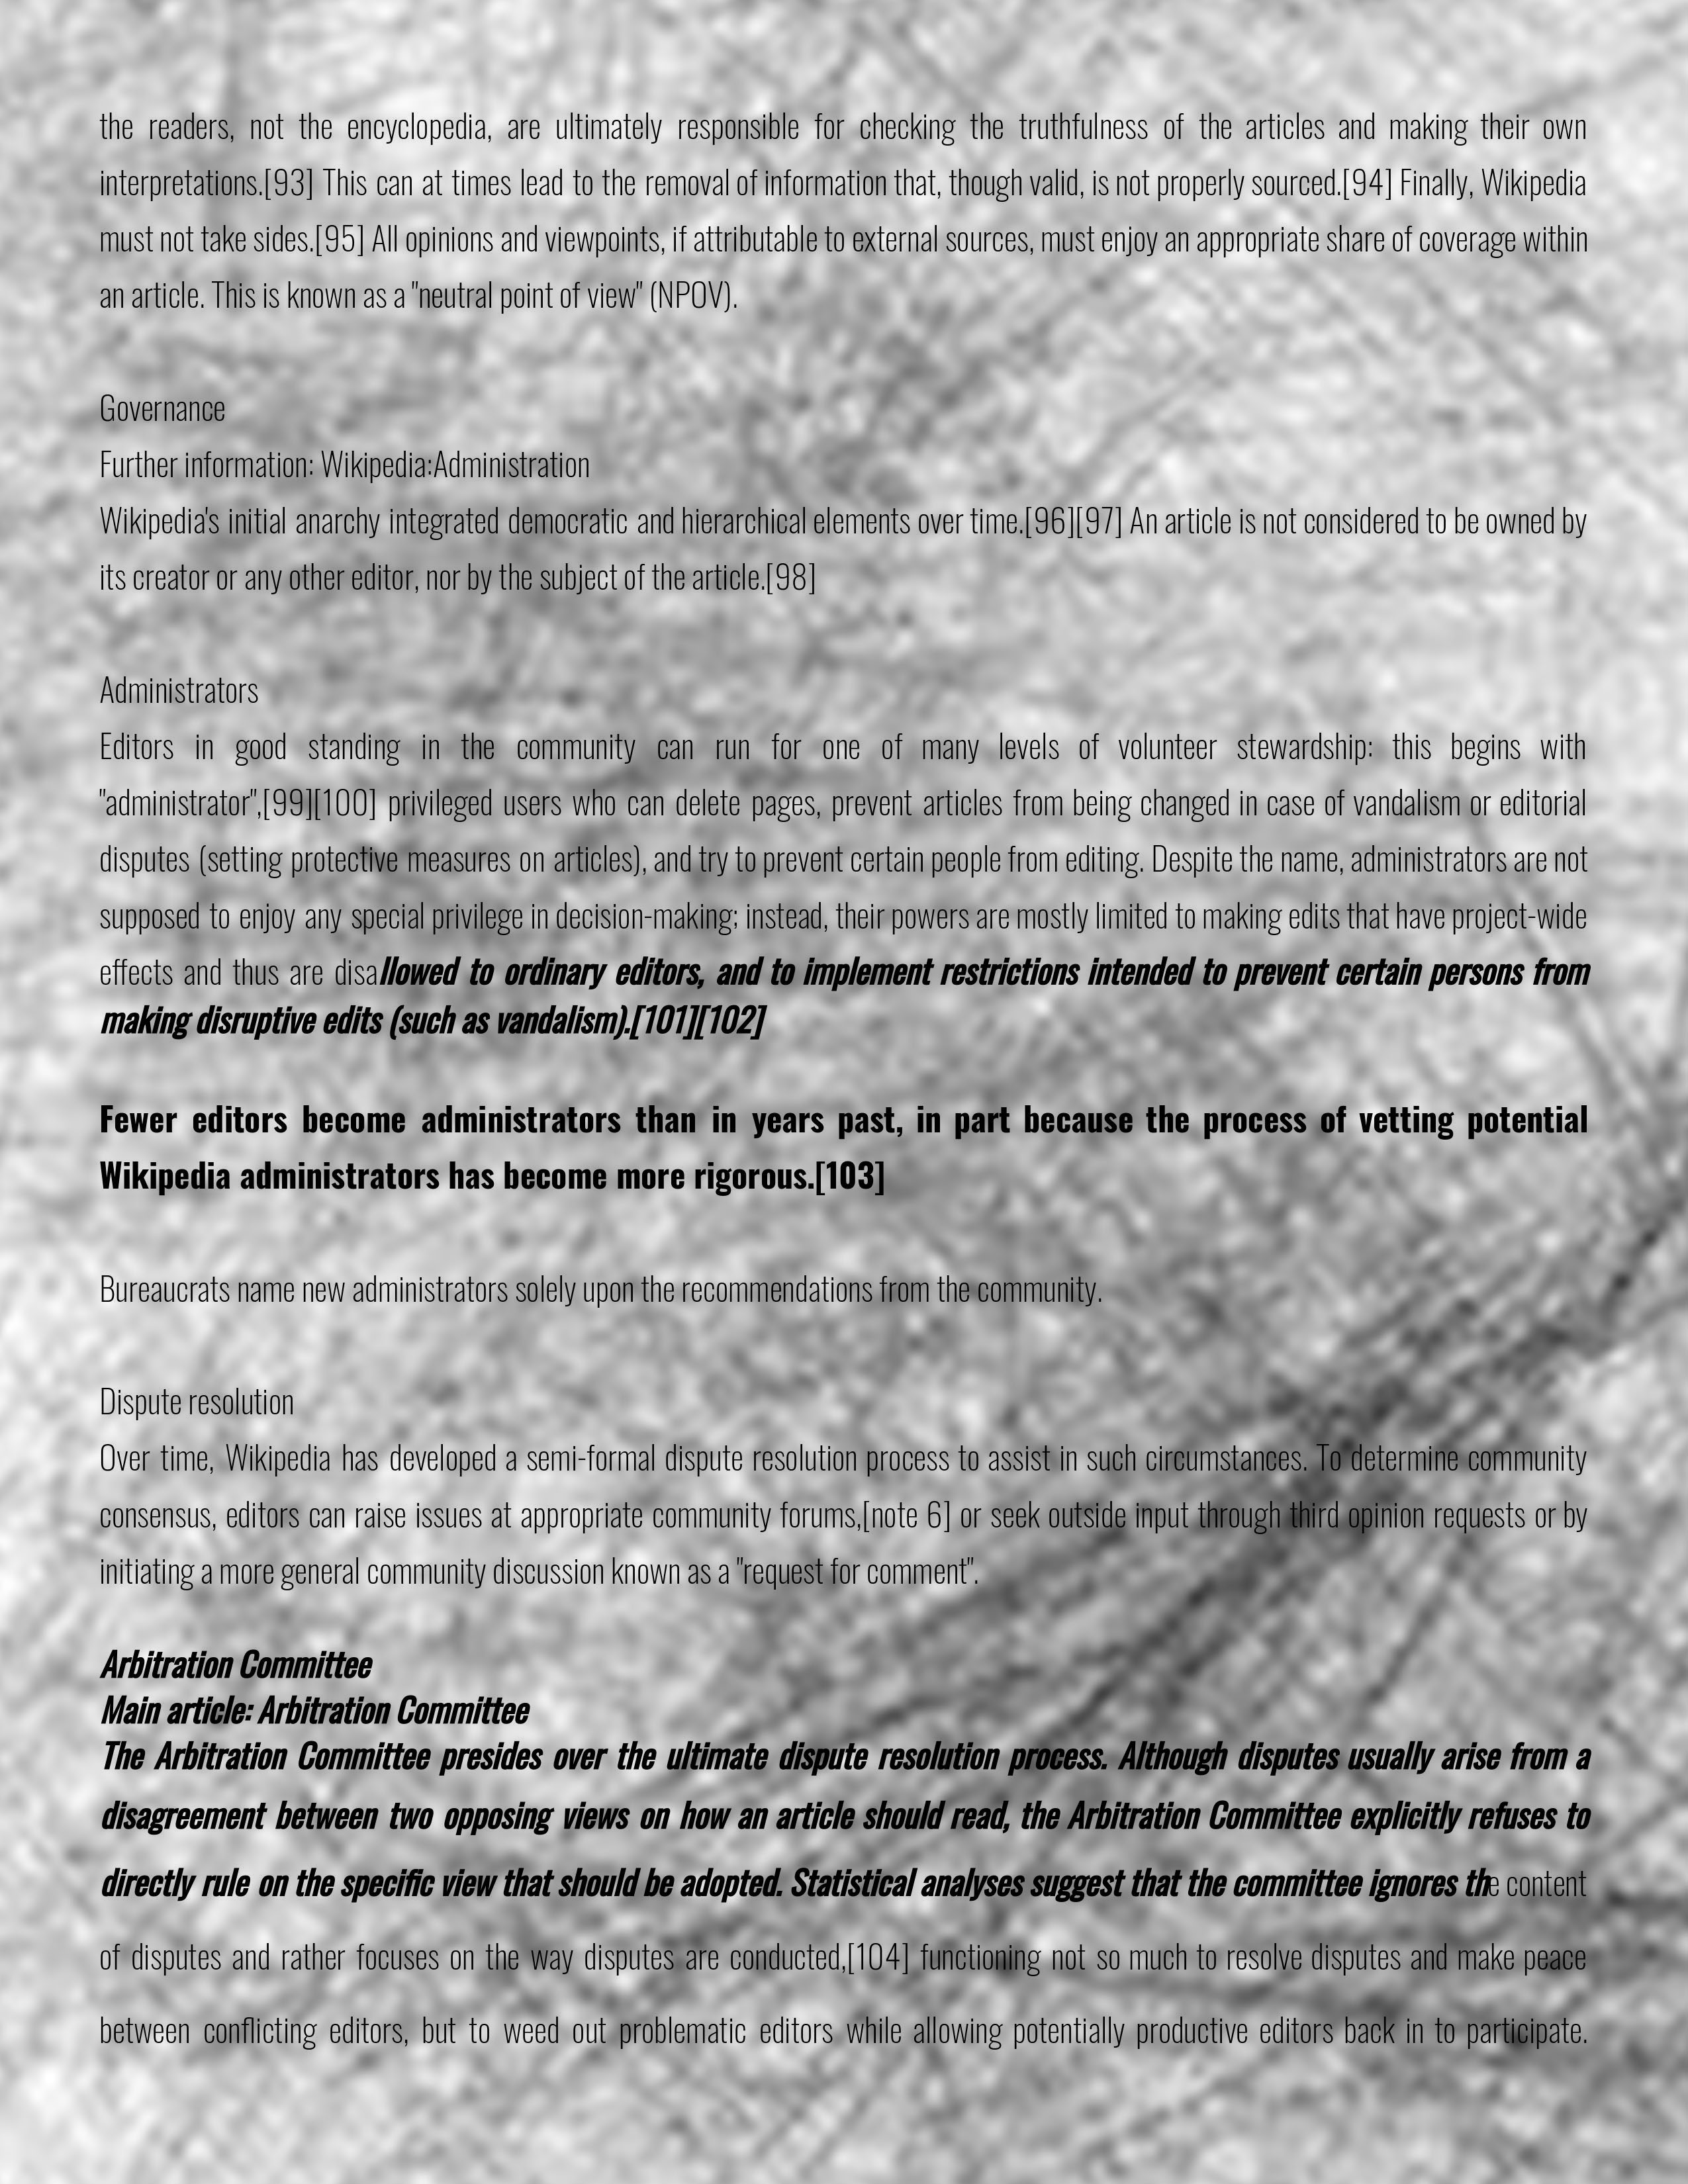 the readers, not the encyclopedia, are ultimately responsible for checking the truthfulness of the articles and making their own
interpretations.[93] This can at times lead to the removal of information that, though valid, is not properly sourced.[94] Finally, Wikipedia
must not take sides.[95] All opinions and viewpoints, if attributable to external sources, must enjoy an appropriate share of coverage within
an article. This is known as a "neutral point of view" (NPOV).
Governance
Further information: Wikipedia:Administration
Wikipedia's initial anarchy integrated democratic and hierarchical elements over time.[96][97] An article is not considered to be owned by
its creator or any other editor, nor by the subject of the article.[98]
Administrators
Editors in good standing in the community can run for one of many levels of volunteer stewardship: this begins with
"administrator",[99][100] privileged users who can delete pages, prevent articles from being changed in case of vandalism or editorial
disputes (setting protective measures on articles), and try to prevent certain people from editing. Despite the name, administrators are not
supposed to enjoy any special privilege in decision-making; instead, their powers are mostly limited to making edits that have project-wide
effects and thus are disallowed to ordinary editors, and to implement restrictions intended to prevent certain persons from
making disruptive edits (such as vandalism).[101][102]
Fewer editors become administrators than in years past, in part because the process of vetting potential
Wikipedia administrators has become more rigorous.[103]
Bureaucrats name new administrators solely upon the recommendations from the community.
Dispute resolution
Over time, Wikipedia has developed a semi-formal dispute resolution process to assist in such circumstances. To determine community
consensus, editors can raise issues at appropriate community forums,[note 6] or seek outside input through third opinion requests or by
initiating a more general community discussion known as a "request for comment".
Arbitration Committee
Main article: Arbitration Committee
The Arbitration Committee presides over the ultimate dispute resolution process. Although disputes usually arise from a
disagreement between two opposing views on how an article should read, the Arbitration Committee explicitly refuses to
directly rule on the specific view that should be adopted. Statistical analyses suggest that the committee ignores the content
of disputes and rather focuses on the way disputes are conducted,[104] functioning not so much to resolve disputes and make peace
between conflicting editors, but to weed out problematic editors while allowing potentially productive editors back in to participate.